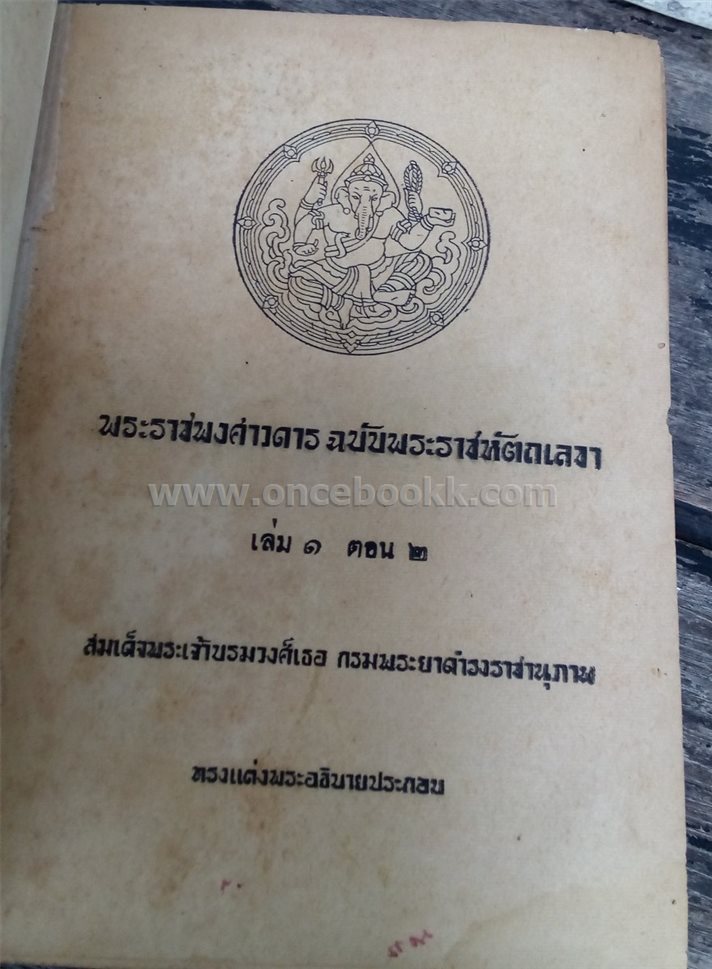 พระราชพงศาวดาร ฉบับพระราชหัตถเลขา
www.oncebookk.com
เล่ม ๑ ตอน ๒
สมเด็จพระเจ้าบรมวงศ์เธอ กรมพระยาดำรงราชานุภาพ
ทรงแต่งพระอธิบายประกอบ